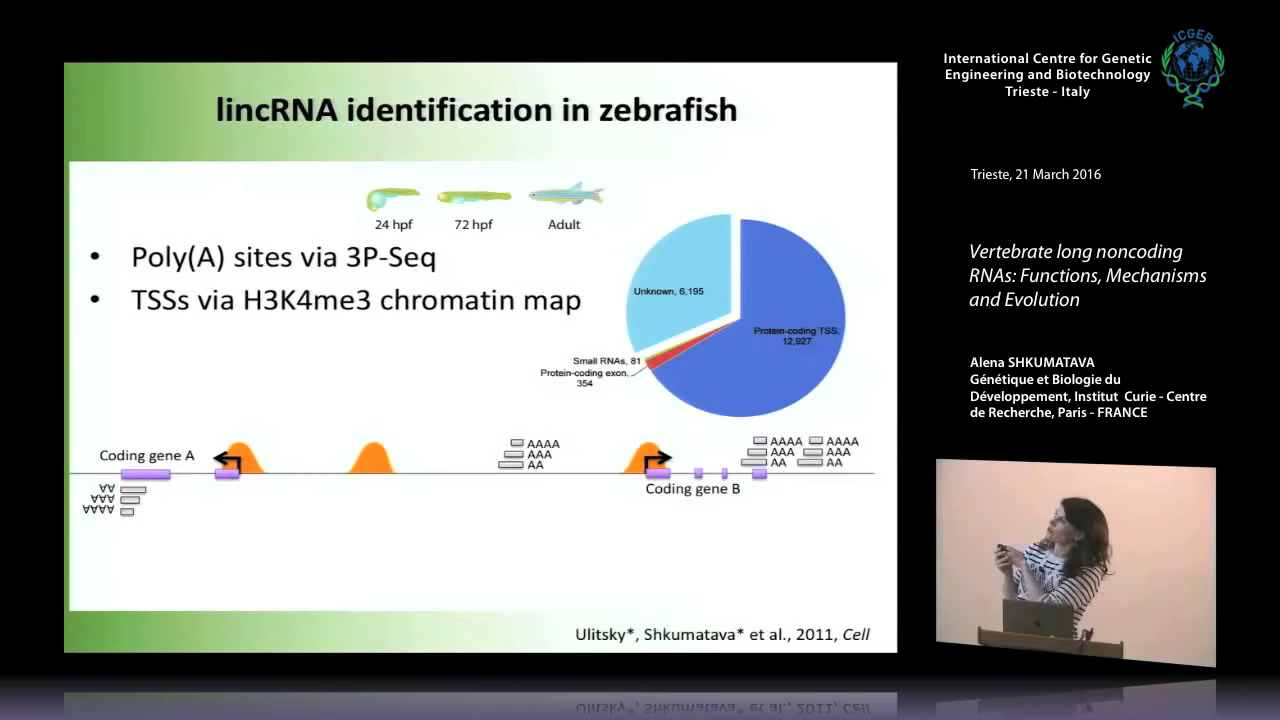 lincRNA identification in zebrafish
24 hpf
72 hpf
Adult
• Poly(A) sites via 3P-Seq
• TSSs via H3K4me3 chromatin map
Unknown, 6,195
Protein-coding TSS,
12,927
Small RNAs, 81
Protein-coding exon,
354
Coding gene A
AA
AAA
AAAA
AAAA
AAA
AA
Coding gene B
AAAA
AAA
AA
AAAA
AAA
AA
Ulitsky*, Shkumatava* et al., 2011, Cell
ICGEB
International Centre for Genetic
Engineering and Biotechnology
Trieste - Italy
Trieste, 21 March 2016
Vertebrate long noncoding
RNAs: Functions, Mechanisms
and Evolution
Alena SHKUMATAVA
Génétique et Biologie du
Développement, Institut Curie - Centre
de Recherche, Paris - FRANCE